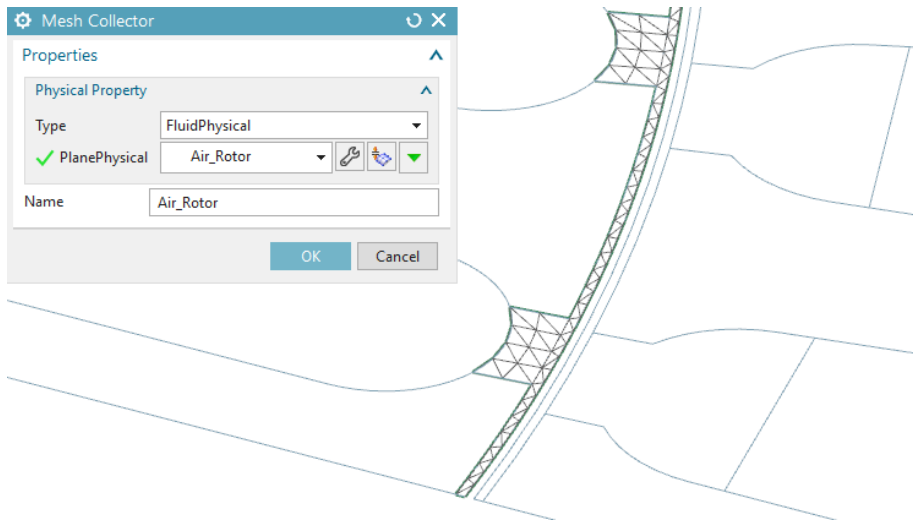 Mesh Collector
Properties
Physical Property
Type FluidPhysical
PlanePhysical Air_Rotor
Name Air_Rotor
OK Cancel